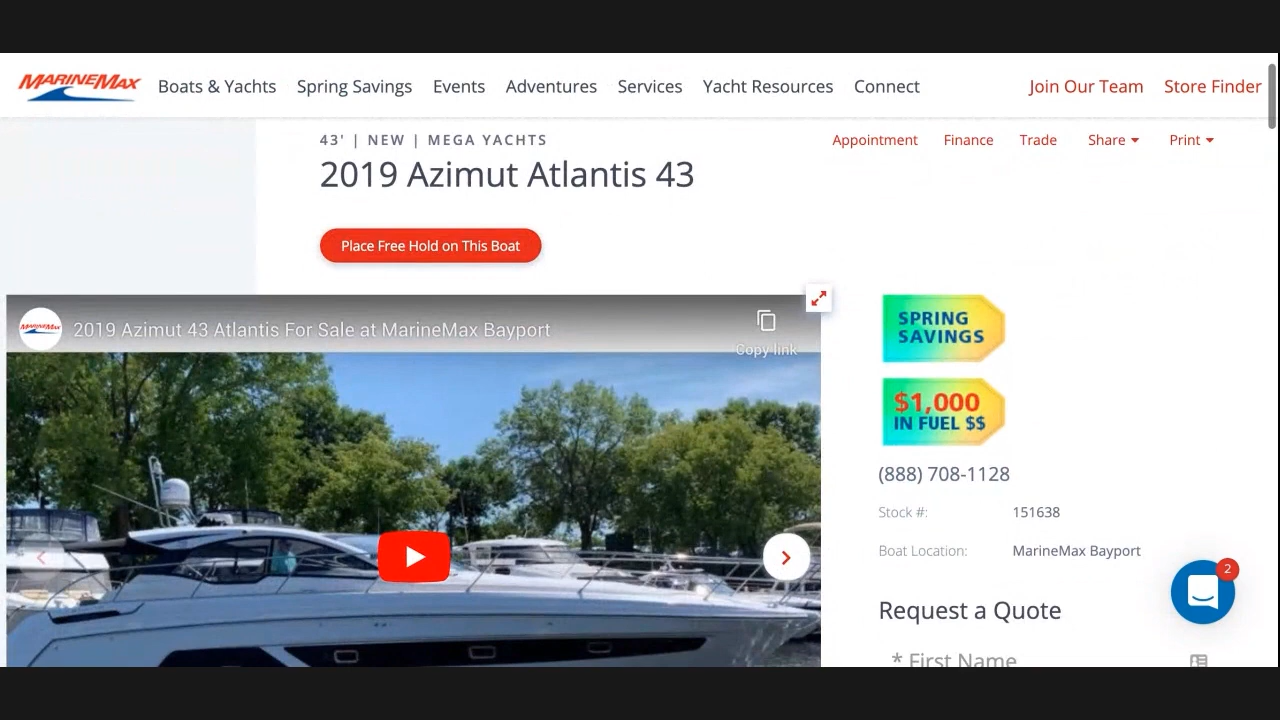 MARINEMAX
Boats & Yachts Spring Savings Events Adventures Services Yacht Resources Connect Join Our Team Store Finder
43' | NEW | MEGA YACHTS
Appointment Finance Trade Share Print
2019 Azimut Atlantis 43
Place Free Hold on This Boat
MARINEMAX
2019 Azimut 43 Atlantis For Sale at MarineMax Bayport
Copy link
SPRING
SAVINGS
$1,000
IN FUEL $$
(888) 708-1128
Stock #: 151638
Boat Location: MarineMax Bayport
2
Request a Quote
* First Name